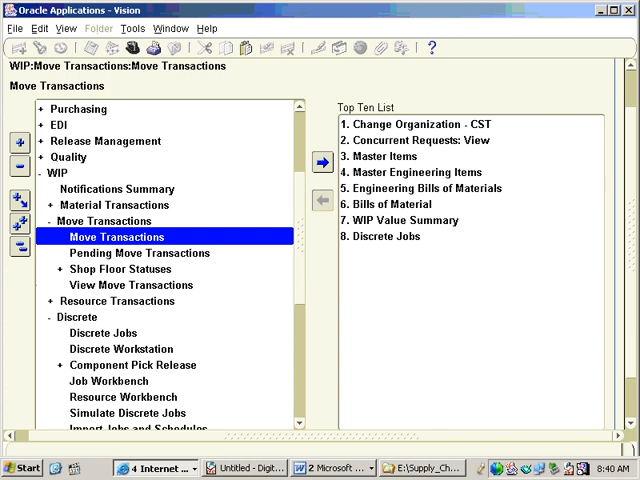 Oracle Applications - Vision
File Edit View Folder Tools Window Help
?
WIP:Move Transactions:Move Transactions
Move Transactions
+ Purchasing
+ EDI
+ Release Management
+ Quality
- WIP
Notifications Summary
+ Material Transactions
- Move Transactions
Move Transactions
Pending Move Transactions
+ Shop Floor Statuses
View Move Transactions
+ Resource Transactions
- Discrete
Discrete Jobs
Discrete Workstation
+ Component Pick Release
Job Workbench
Resource Workbench
Simulate Discrete Jobs
Import Jobs and Schedules
Top Ten List
1. Change Organization - CST
2. Concurrent Requests: View
3. Master Items
4. Master Engineering Items
5. Engineering Bills of Materials
6. Bills of Material
7. WIP Value Summary
8. Discrete Jobs
Start
4 Internet ...
Untitled - Digit...
2 Microsoft ...
E:\Supply_Ch...
8:40 AM